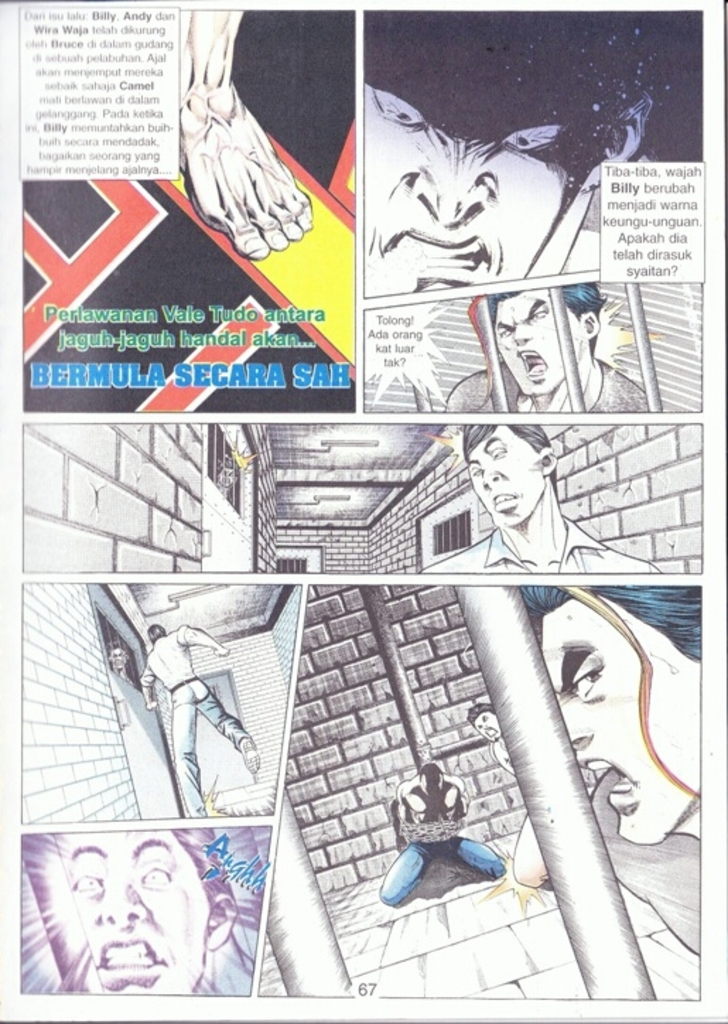 Dari isu lalu: Billy, Andy dan
Wira Waja telah dikurung
oleh Bruce di dalam gudang
di sebuah pelabuhan. Ajal
akan menjemput mereka
sebaik sahaja Camel
mati berlawan di dalam
gelanggang. Pada ketika
ini, Billy memuntahkan buih-
buih secara mendadak,
bagaikan seorang yang
hampir menjelang ajalnya....
Perlawanan Vale Tudo antara
jaguh-jaguh handal akan...
BERMULA SECARA SAH
Tiba-tiba, wajah
Billy berubah
menjadi warna
keungu-unguan.
Apakah dia
telah dirasuk
syaitan?
Tolong!
Ada orang
kat luar
tak?
Arghh
67